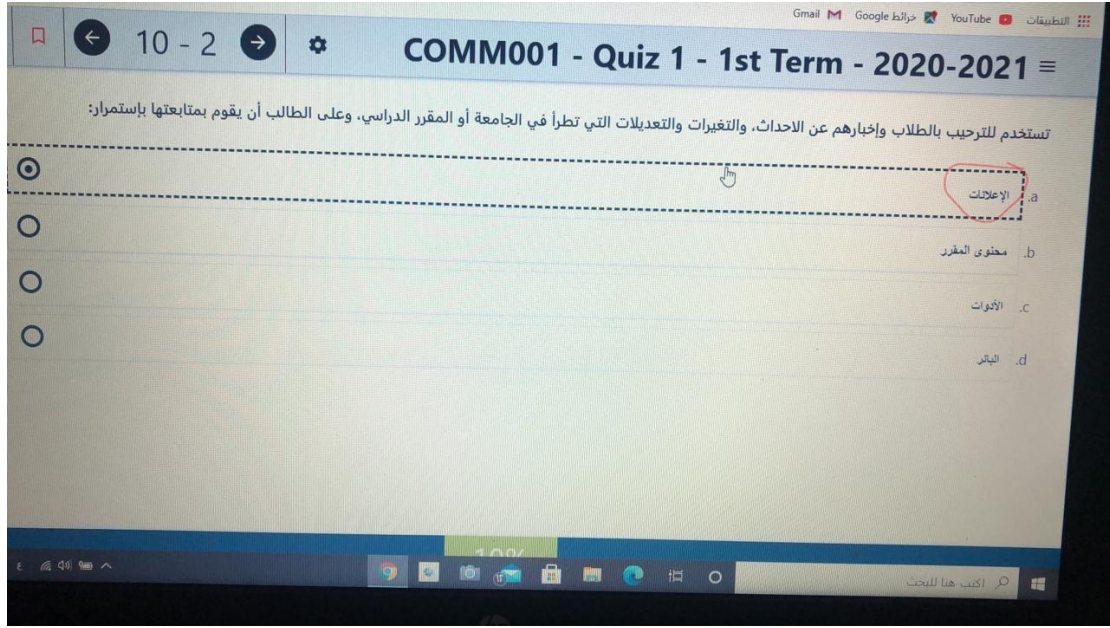 التطبيقات YouTube خرائط Google Gmail
COMM001 - Quiz 1 - 1st Term - 2020-2021
10 - 2
تستخدم للترحيب بالطلاب وإخبارهم عن الاحداث، والتغيرات والتعديلات التي تطرأ في الجامعة أو المقرر الدراسي، وعلى الطالب أن يقوم بمتابعتها بإستمرار:
a. الإعلانات
b. محتوى المقرر
c. الأدوات
d. البانر
10%
اكتب هنا للبحث
ع